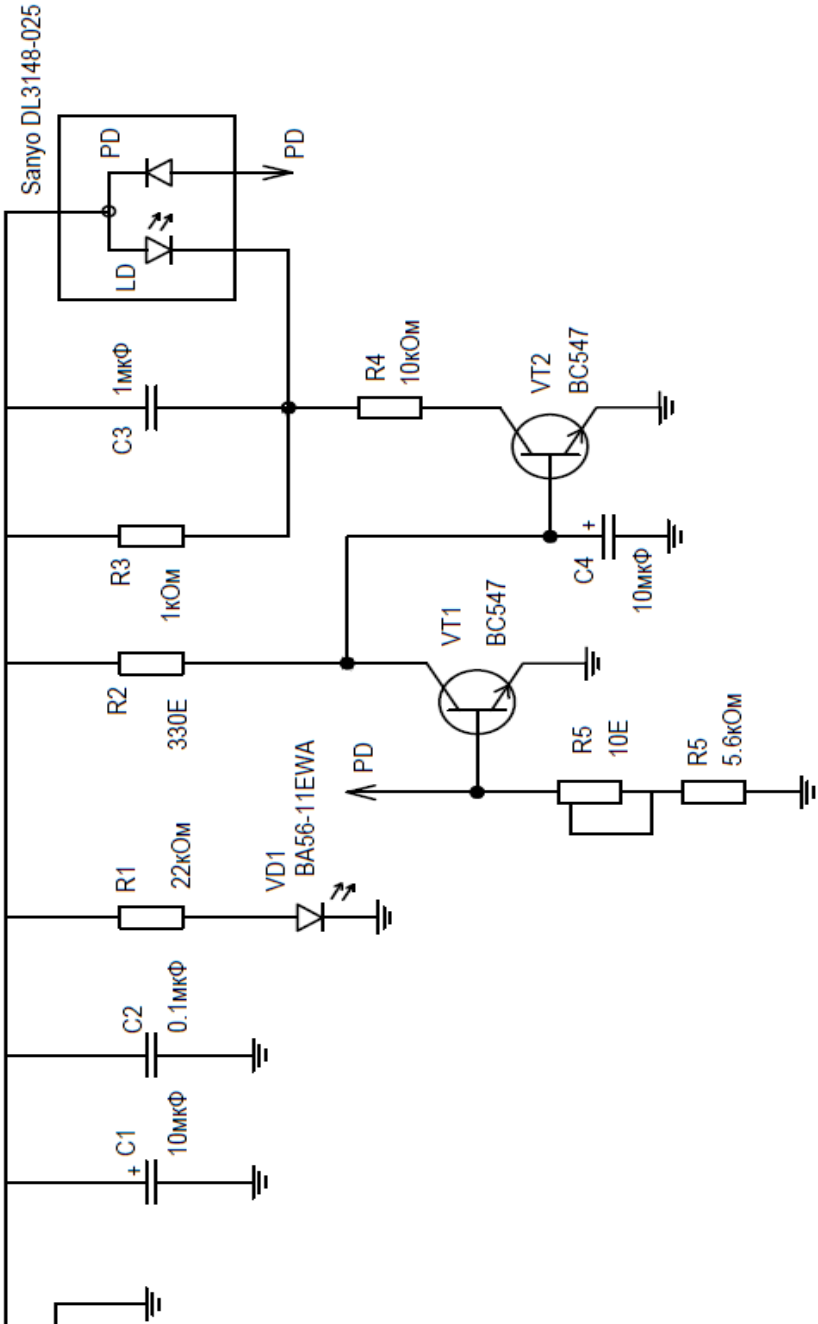 Sanyo DL3148-025
PD
LD
PD
C3
1мкФ
R4
10кОм
VT2
BC547
R3
1кОм
C4
+
10мкФ
R2
330E
VT1
BC547
PD
R5
10E
R5
5.6кОм
R1
22кОм
VD1
BA56-11EWA
C2
0.1мкФ
+ C1
10мкФ